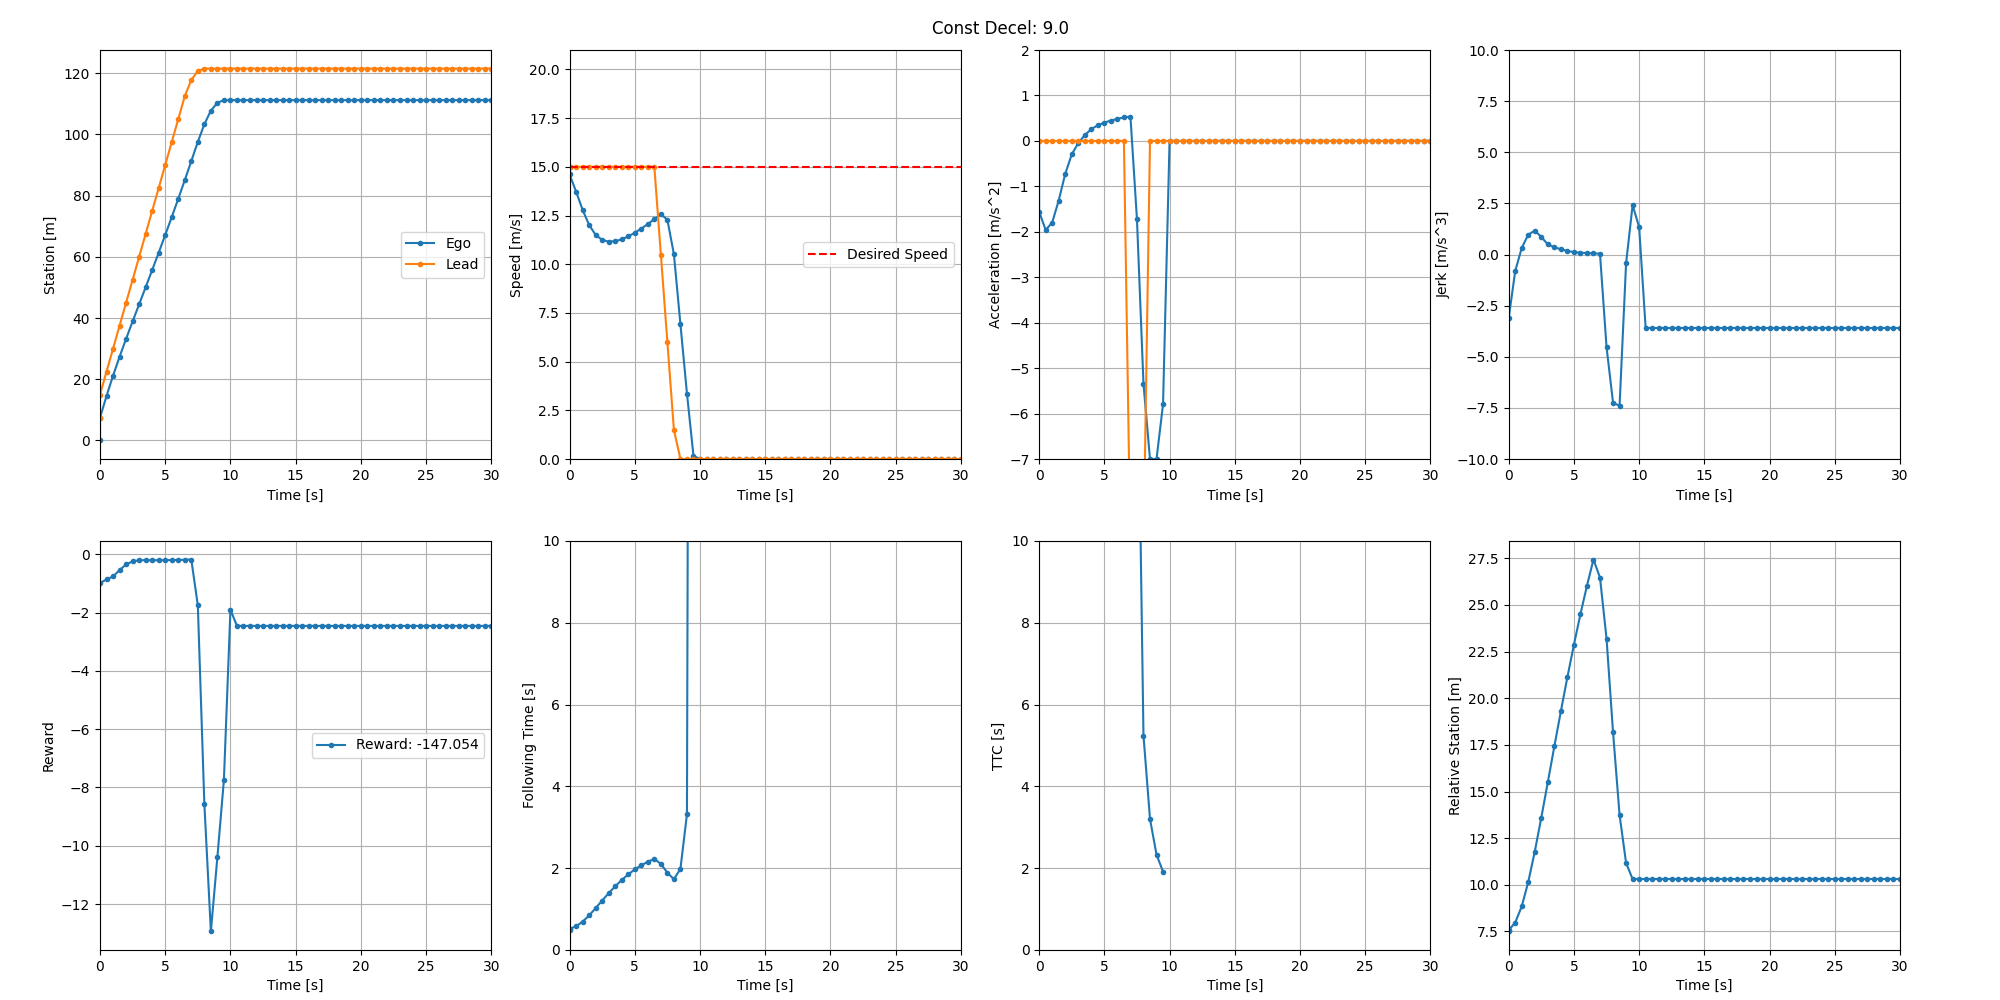 Const Decel: 9.0
120
100
80
60
40
20
0
Station [m]
Ego
Lead
0 5 10 15 20 25 30
Time [s]
20.0
17.5
15.0
12.5
10.0
7.5
5.0
2.5
0.0
Speed [m/s]
Desired Speed
0 5 10 15 20 25 30
Time [s]
2
1
0
−1
−2
−3
−4
−5
−6
−7
Acceleration [m/s^2]
0 5 10 15 20 25 30
Time [s]
10.0
7.5
5.0
2.5
0.0
−2.5
−5.0
−7.5
−10.0
Jerk [m/s^3]
0 5 10 15 20 25 30
Time [s]
0
−2
−4
−6
−8
−10
−12
Reward
Reward: -147.054
0 5 10 15 20 25 30
Time [s]
10
8
6
4
2
0
Following Time [s]
0 5 10 15 20 25 30
Time [s]
10
8
6
4
2
0
TTC [s]
0 5 10 15 20 25 30
Time [s]
27.5
25.0
22.5
20.0
17.5
15.0
12.5
10.0
7.5
Relative Station [m]
0 5 10 15 20 25 30
Time [s]